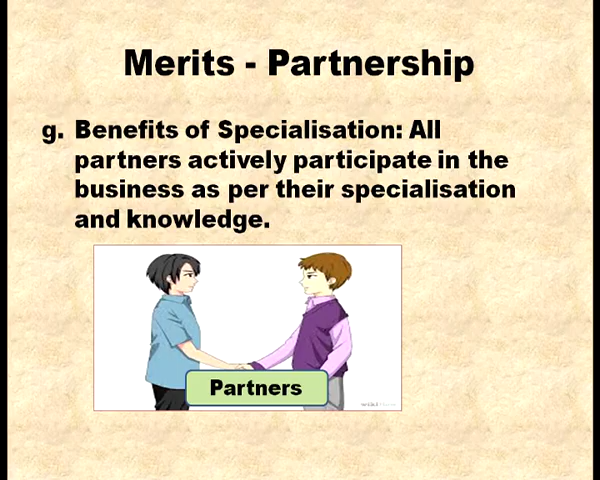 Merits - Partnership
g. Benefits of Specialisation: All
partners actively participate in the
business as per their specialisation
and knowledge.
Partners